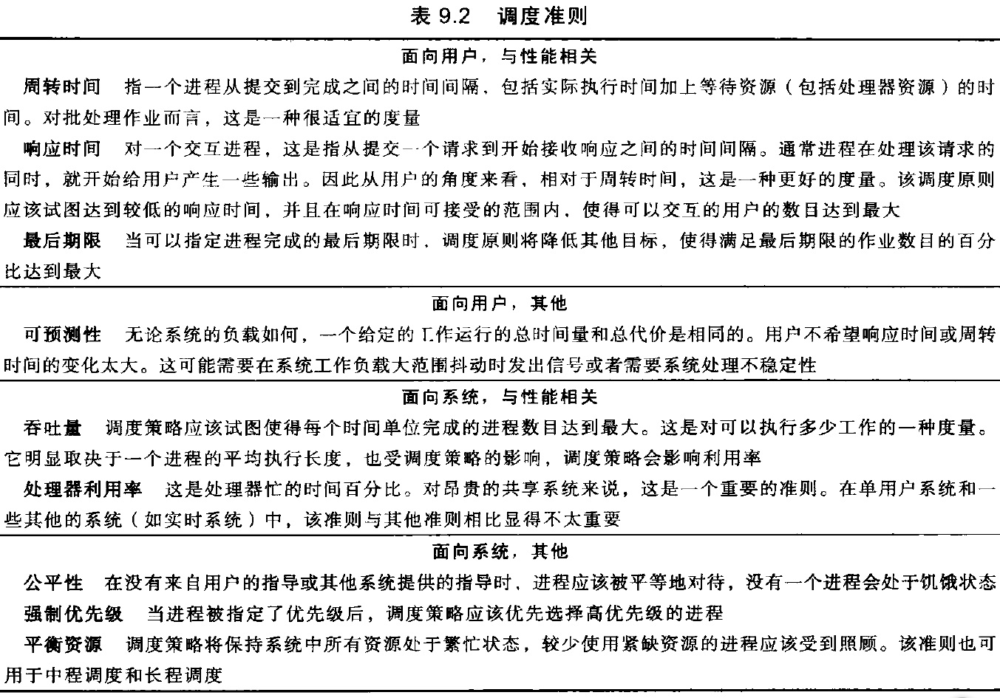 表 9.2 调度准则
面向用户，与性能相关
周转时间 指一个进程从提交到完成之间的时间间隔，包括实际执行时间加上等待资源（包括处理器资源）的时
间。对批处理作业而言，这是一种很适宜的度量
响应时间 对一个交互进程，这是指从提交一个请求到开始接收响应之间的时间间隔。通常进程在处理该请求的
同时，就开始给用户产生一些输出。因此从用户的角度来看，相对于周转时间，这是一种更好的度量。该调度原则
应该试图达到较低的响应时间，并且在响应时间可接受的范围内，使得可以交互的用户的数目达到最大
最后期限 当可以指定进程完成的最后期限时，调度原则将降低其他目标，使得满足最后期限的作业数目的百分
比达到最大
面向用户，其他
可预测性 无论系统的负载如何，一个给定的工作运行的总时间量和总代价是相同的。用户不希望响应时间或周转
时间的变化太大。这可能需要在系统工作负载大范围抖动时发出信号或者需要系统处理不稳定性
面向系统，与性能相关
吞吐量 调度策略应该试图使得每个时间单位完成的进程数目达到最大。这是对可以执行多少工作的一种度量。
它明显取决于一个进程的平均执行长度，也受调度策略的影响，调度策略会影响利用率
处理器利用率 这是处理器忙的时间百分比。对昂贵的共享系统来说，这是一个重要的准则。在单用户系统和一
些其他的系统（如实时系统）中，该准则与其他准则相比显得不太重要
面向系统，其他
公平性 在没有来自用户的指导或其他系统提供的指导时，进程应该被平等地对待，没有一个进程会处于饥饿状态
强制优先级 当进程被指定了优先级后，调度策略应该优先选择高优先级的进程
平衡资源 调度策略将保持系统中所有资源处于繁忙状态，较少使用紧缺资源的进程应该受到照顾。该准则也可
用于中程调度和长程调度